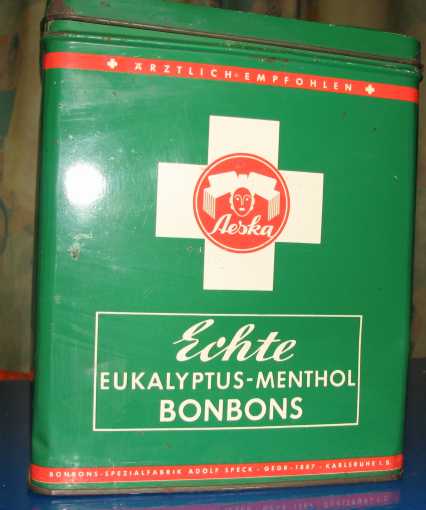 ÄRZTLICH-EMPFOHLEN
Aeska
Echte
EUKALYPTUS-MENTHOL
BONBONS
BONBONS-SPEZIALFABRIK ADOLF SPECK · GEGR·1887 · KARLSRUHE I.B.